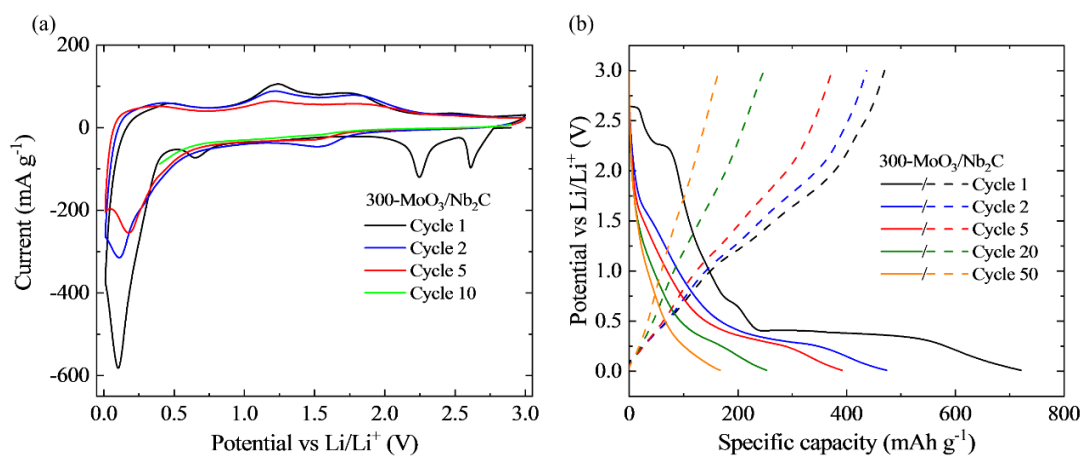 (a)
200
100
0
-200
-400
-600
Current (mA g⁻¹)
0.0 0.5 1.0 1.5 2.0 2.5 3.0
Potential vs Li/Li⁺ (V)
300-MoO₃/Nb₂C
Cycle 1
Cycle 2
Cycle 5
Cycle 10
(b)
3.0
2.5
2.0
1.5
1.0
0.5
0.0
Potential vs Li/Li⁺ (V)
0 200 400 600 800
Specific capacity (mAh g⁻¹)
300-MoO₃/Nb₂C
Cycle 1
Cycle 2
Cycle 5
Cycle 20
Cycle 50